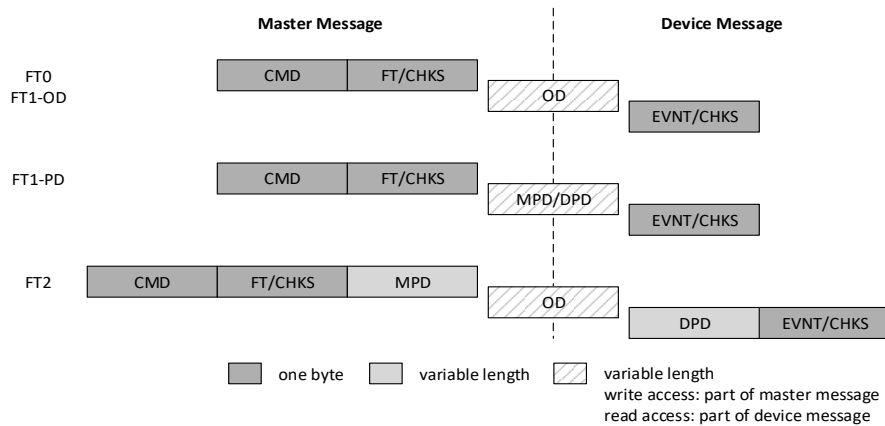 Master Message
Device Message
FT0
FT1-OD
CMD
FT/CHKS
OD
EVNT/CHKS
FT1-PD
CMD
FT/CHKS
MPD/DPD
EVNT/CHKS
FT2
CMD
FT/CHKS
MPD
OD
DPD
EVNT/CHKS
one byte
variable length
variable length
write access: part of master message
read access: part of device message